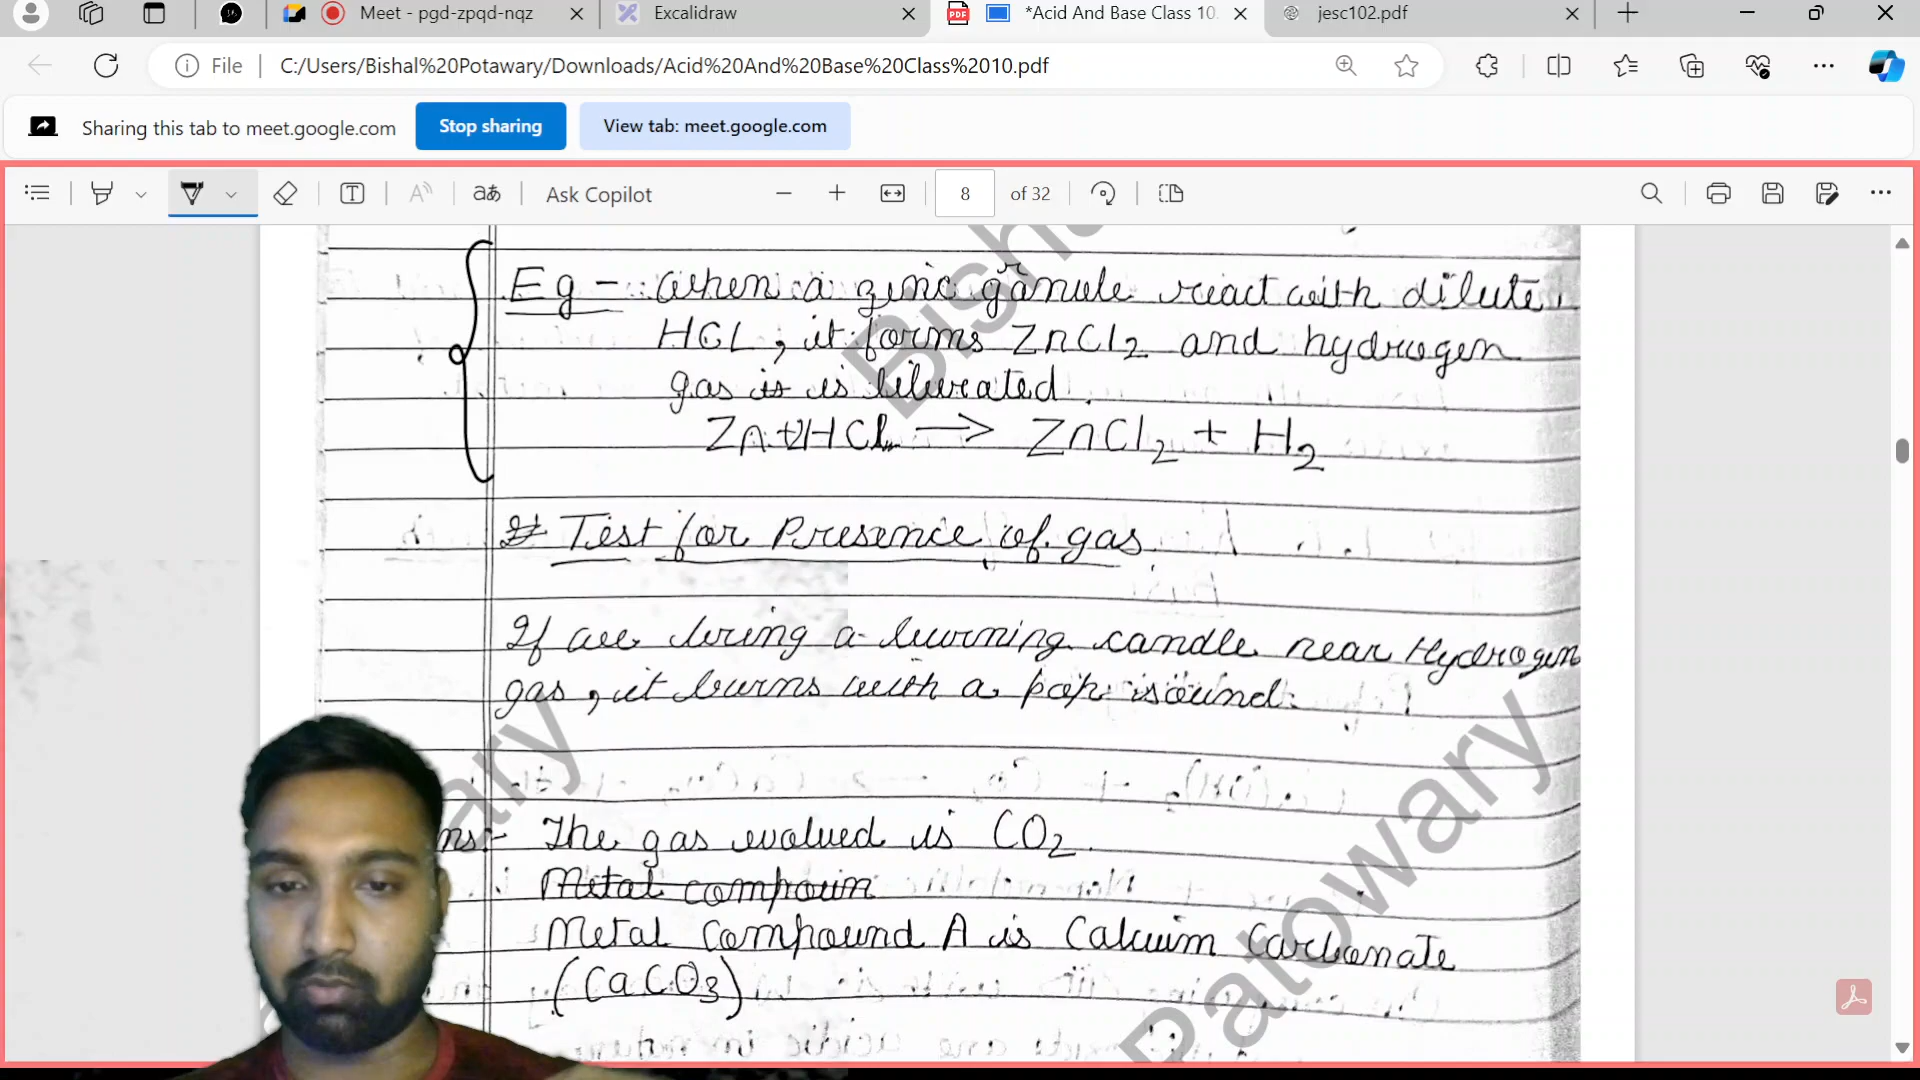 Meet - pgd-zpqd-nqz
Excalidraw
*Acid And Base Class 10.
jesc102.pdf
File C:/Users/Bishal%20Potawary/Downloads/Acid%20And%20Base%20Class%2010.pdf
Sharing this tab to meet.google.com Stop sharing View tab: meet.google.com
Ask Copilot 8 of 32
Eg - when a zinc granule react with dilute
HCL, it forms ZnCl2 and hydrogen
gas is is liberated.
Zn+2HCl → ZnCl2 + H2
# Test for Presence of gas.
If we bring a burning candle near Hydrogen
gas, it burns with a pop sound.
ns:- The gas evolued is CO2.
Metal compoun
Metal Compound A is Calcium Carbonate
(CaCO3)
Patowary